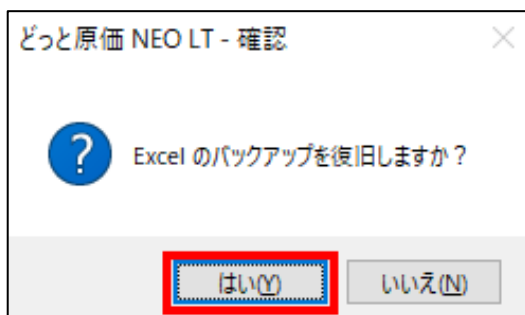 どっと原価 NEO LT - 確認
?
Excel のバックアップを復旧しますか？
はい(Y)
いいえ(N)